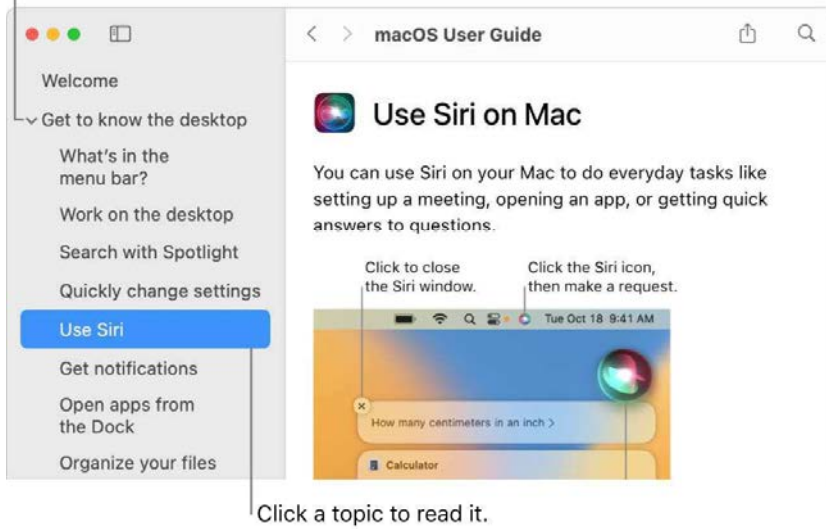 macOS User Guide
Welcome
Get to know the desktop
What's in the
menu bar?
Work on the desktop
Search with Spotlight
Quickly change settings
Use Siri
Get notifications
Open apps from
the Dock
Organize your files
Use Siri on Mac
You can use Siri on your Mac to do everyday tasks like
setting up a meeting, opening an app, or getting quick
answers to questions.
Click to close
the Siri window.
Click the Siri icon,
then make a request.
Tue Oct 18 9:41 AM
How many centimeters in an inch >
Calculator
Click a topic to read it.